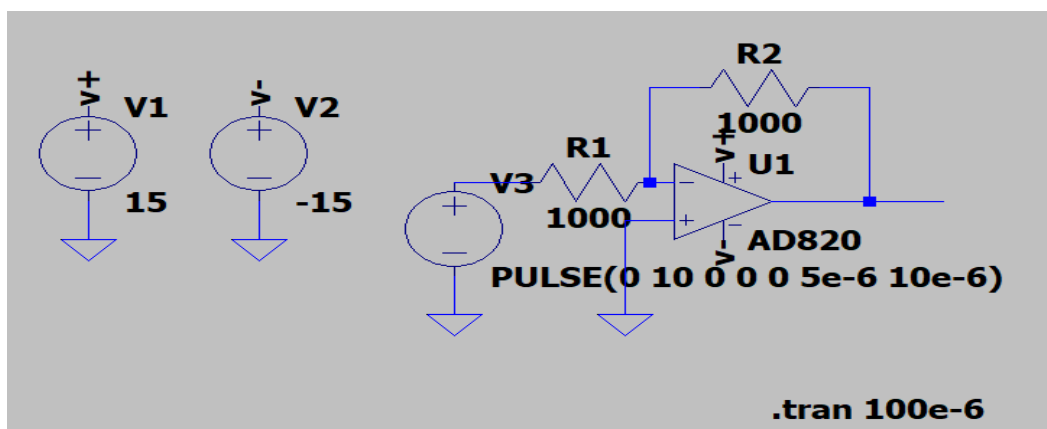 R2
v+
V1
v-
V2
1000
v+
R1
U1
V3
15
-15
1000
AD820
v-
PULSE(0 10 0 0 0 5e-6 10e-6)
.tran 100e-6